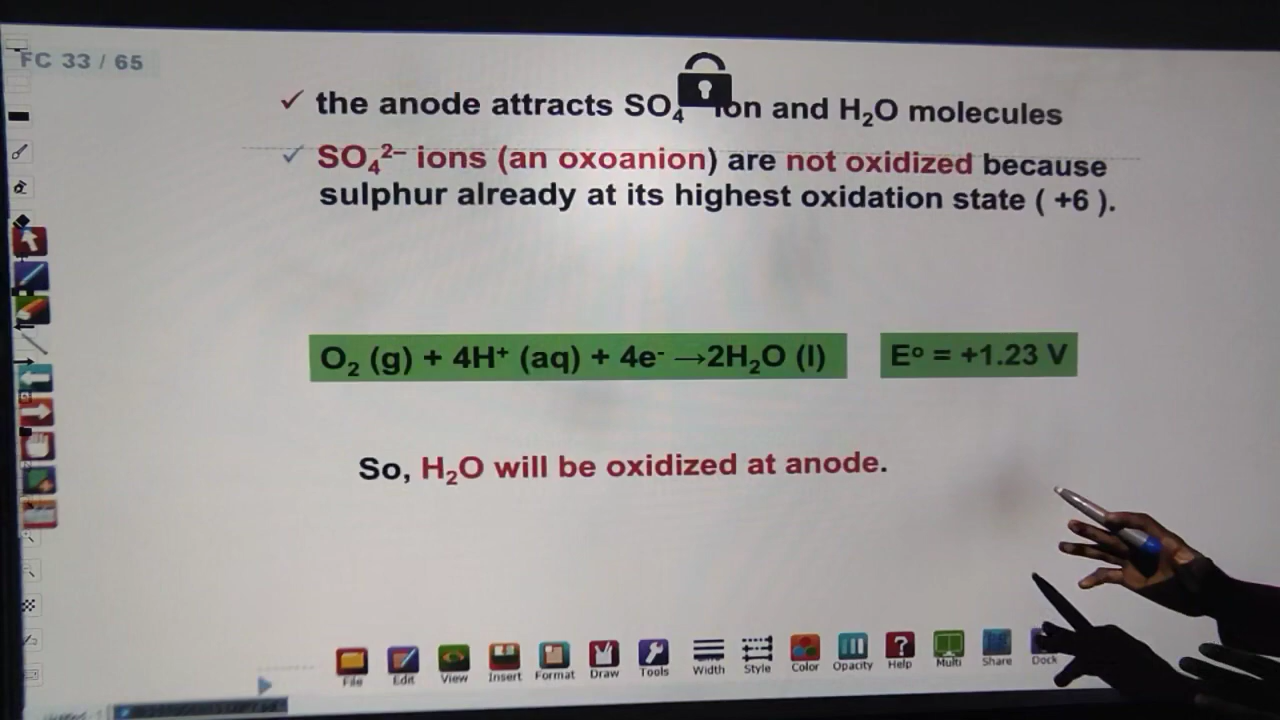 FC 33 / 65
✓ the anode attracts SO₄ ion and H₂O molecules
✓ SO₄²⁻ ions (an oxoanion) are not oxidized because
sulphur already at its highest oxidation state ( +6 ).
O₂ (g) + 4H⁺ (aq) + 4e⁻ →2H₂O (l) Eº = +1.23 V
So, H₂O will be oxidized at anode.
File Edit View Insert Format Draw Tools Width Style Color Opacity Help Multi Share Dock